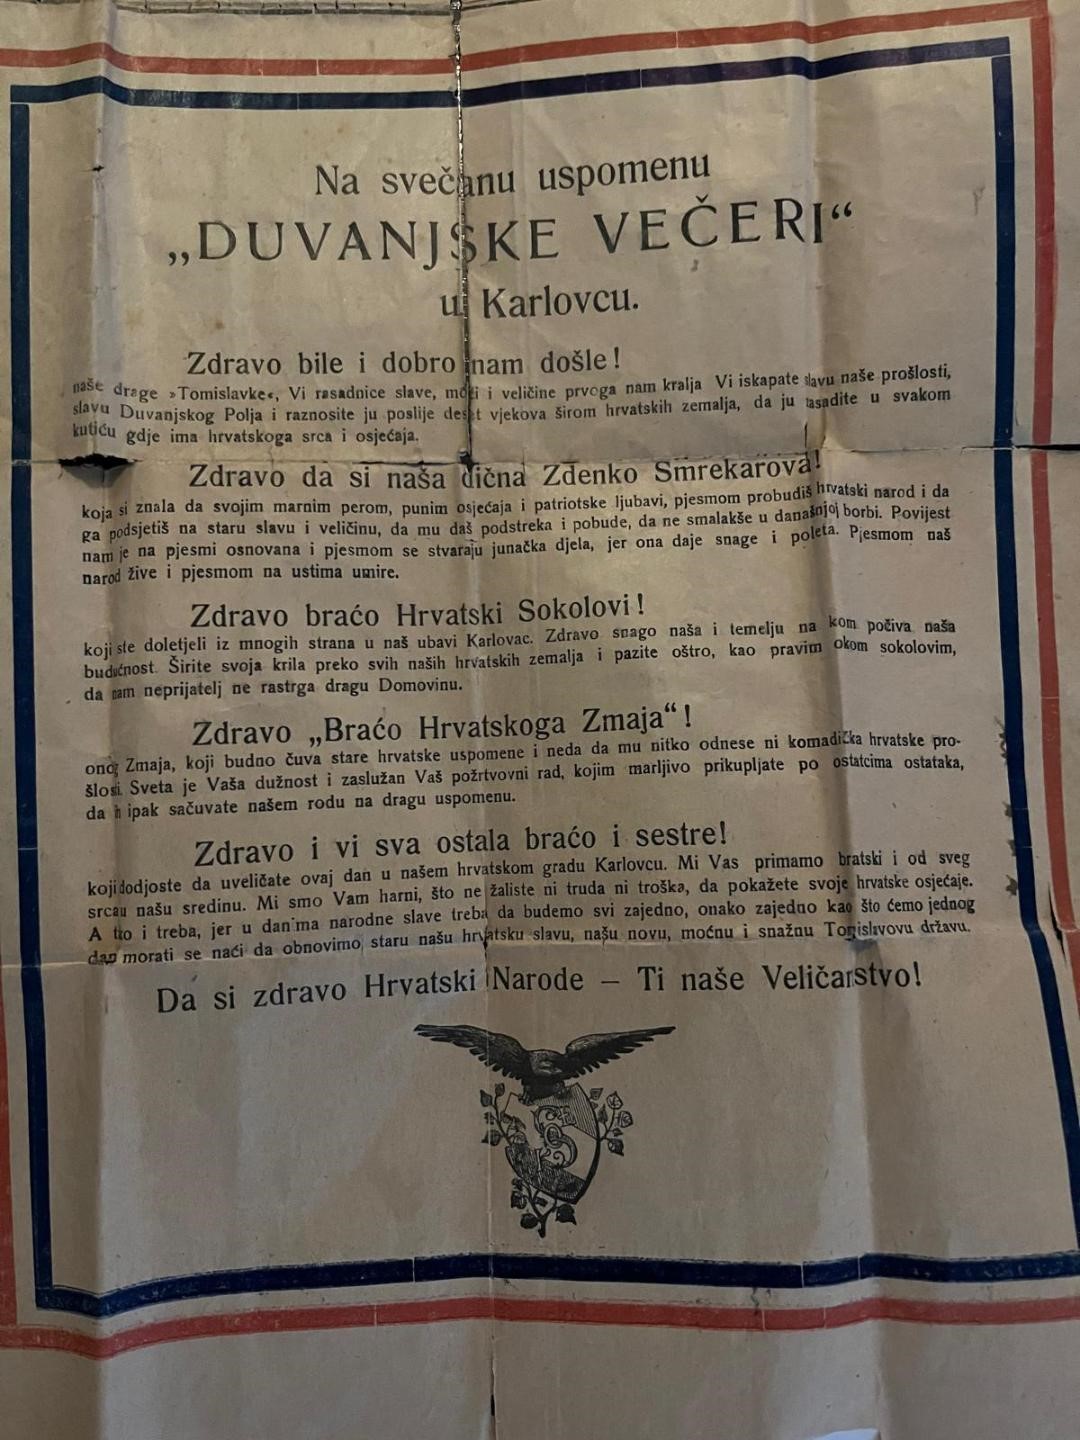 Na svečanu uspomenu
„DUVANJSKE VEČERI“
u Karlovcu.
Zdravo bile i dobro nam došle!
naše drage »Tomislavke«, Vi rasadnice slave, moći i veličine prvoga nam kralja Vi iskapate slavu naše prošlosti,
slavu Duvanjskog Polja i raznosite ju poslije deset vjekova širom hrvatskih zemalja, da ju zasadite u svakom
kutiću gdje ima hrvatskoga srca i osjećaja.
Zdravo da si naša dična Zdenko Smrekarova!
koja si znala da svojim marnim perom, punim osjećaja i patriotske ljubavi, pjesmom probudiš hrvatski narod i da
ga podsjetiš na staru slavu i veličinu, da mu daš podstreka i pobude, da ne smalakše u današnjoj borbi. Povijest
nam je na pjesmi osnovana i pjesmom se stvaraju junačka djela, jer ona daje snage i poleta. Pjesmom naš
narod žive i pjesmom na ustima umire.
Zdravo braćo Hrvatski Sokolovi!
koji ste doletjeli iz mnogih strana u naš ubavi Karlovac. Zdravo snago naša i temelju na kom počiva naša
budućnost. Širite svoja krila preko svih naših hrvatskih zemalja i pazite oštro, kao pravim okom sokolovim,
da nam neprijatelj ne rastrga dragu Domovinu.
Zdravo „Braćo Hrvatskoga Zmaja“!
onog Zmaja, koji budno čuva stare hrvatske uspomene i neda da mu nitko odnese ni komadička hrvatske pro-
šlosti. Sveta je Vaša dužnost i zaslužan Vaš požrtvovni rad, kojim marljivo prikupljate po ostatcima ostataka,
da ih ipak sačuvate našem rodu na dragu uspomenu.
Zdravo i vi sva ostala braćo i sestre!
koji dodjoste da uveličate ovaj dan u našem hrvatskom gradu Karlovcu. Mi Vas primamo bratski i od sveg
srca u našu sredinu. Mi smo Vam harni, što ne žaliste ni truda ni troška, da pokažete svoje hrvatske osjećaje.
A tko i treba, jer u danima narodne slave treba da budemo svi zajedno, onako zajedno kao što ćemo jednog
dan morati se naći da obnovimo staru našu hrvatsku slavu, našu novu, moćnu i snažnu Tomislavovu državu.
Da si zdravo Hrvatski Narode – Ti naše Veličarstvo!